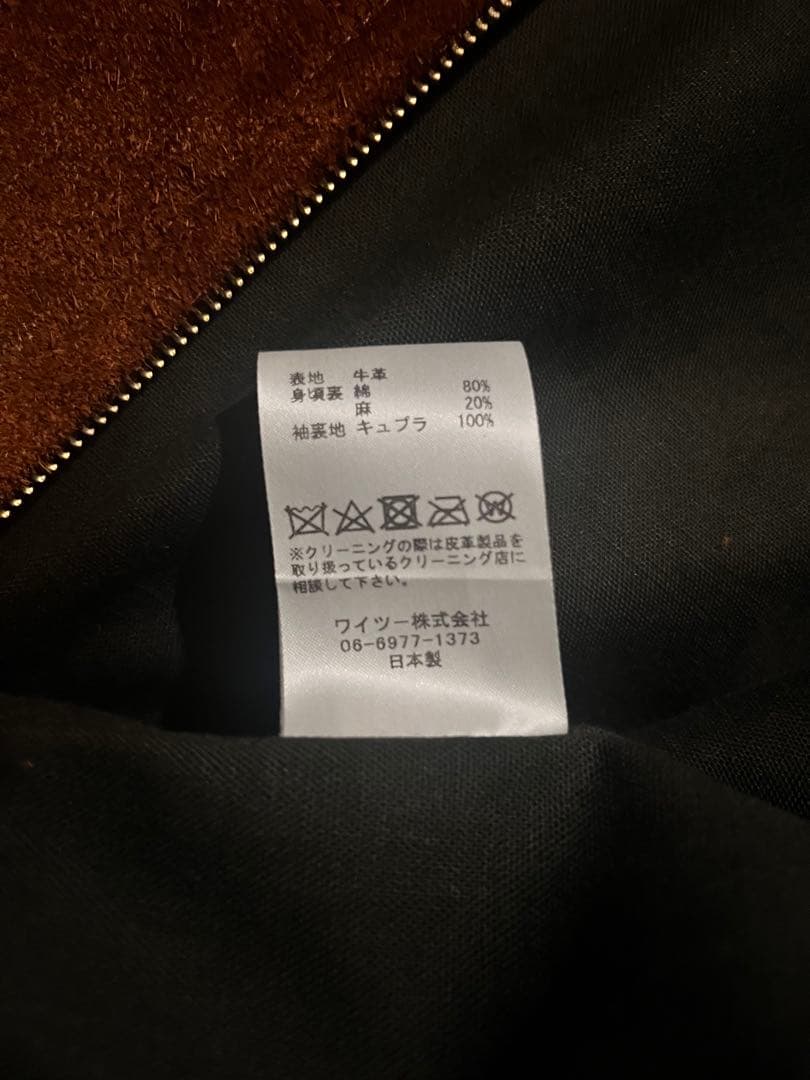 表地 牛革
身頃裏 綿 80%
麻 20%
袖裏地 キュプラ 100%
※クリーニングの際は皮革製品を
取り扱っているクリーニング店に
相談して下さい。
ワイツー株式会社
06-6977-1373
日本製